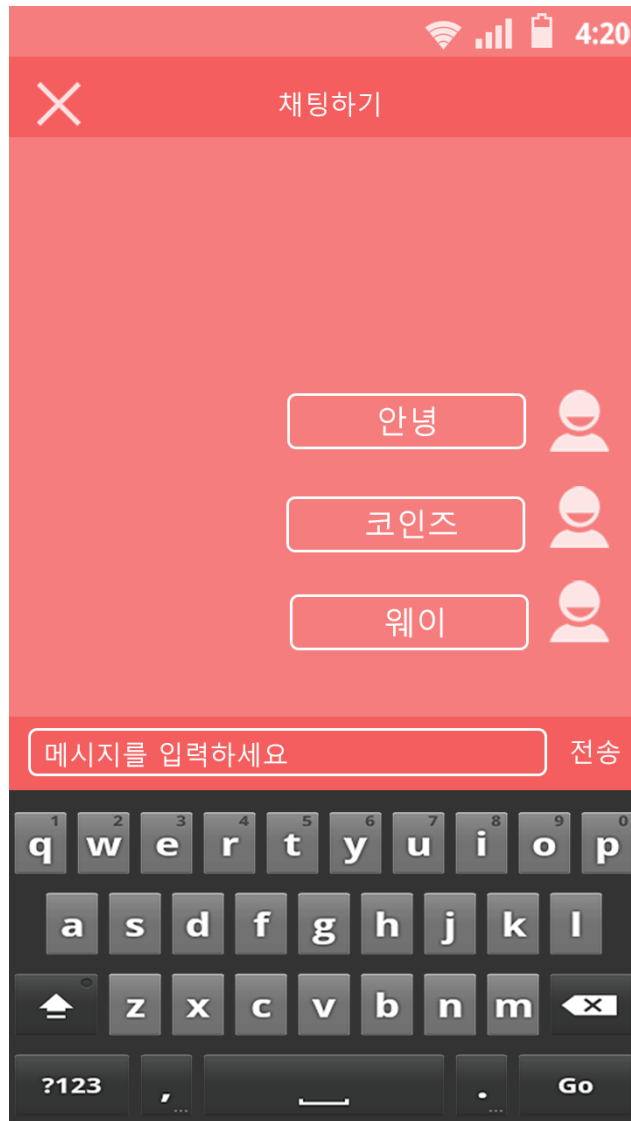 4:20
채팅하기
안녕
코인즈
웨이
메시지를 입력하세요 전송
1 2 3 4 5 6 7 8 9 0
q w e r t y u i o p
a s d f g h j k l
z x c v b n m
?123 , ... . ... Go